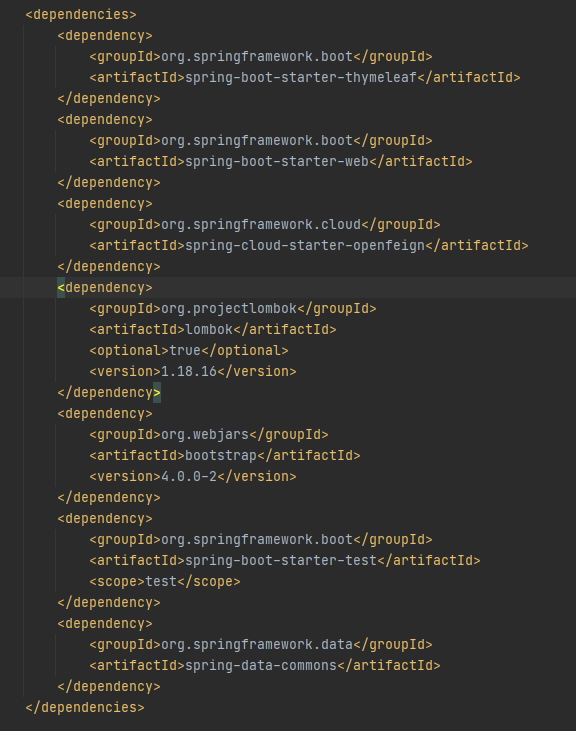 <dependencies>
<dependency>
<groupId>org.springframework.boot</groupId>
<artifactId>spring-boot-starter-thymeleaf</artifactId>
</dependency>
<dependency>
<groupId>org.springframework.boot</groupId>
<artifactId>spring-boot-starter-web</artifactId>
</dependency>
<dependency>
<groupId>org.springframework.cloud</groupId>
<artifactId>spring-cloud-starter-openfeign</artifactId>
</dependency>
<dependency>
<groupId>org.projectlombok</groupId>
<artifactId>lombok</artifactId>
<optional>true</optional>
<version>1.18.16</version>
</dependency>
<dependency>
<groupId>org.webjars</groupId>
<artifactId>bootstrap</artifactId>
<version>4.0.0-2</version>
</dependency>
<dependency>
<groupId>org.springframework.boot</groupId>
<artifactId>spring-boot-starter-test</artifactId>
<scope>test</scope>
</dependency>
<dependency>
<groupId>org.springframework.data</groupId>
<artifactId>spring-data-commons</artifactId>
</dependency>
</dependencies>